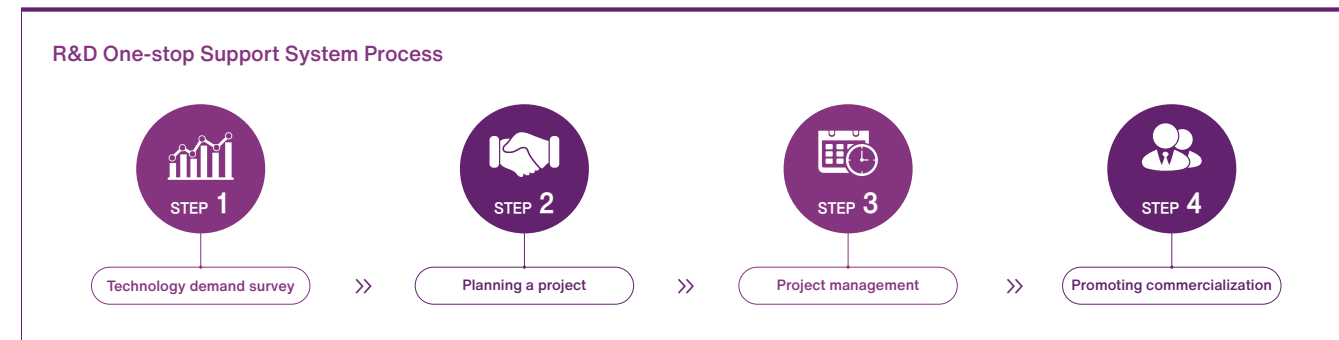 R&D One-stop Support System Process
STEP 1
STEP 2
STEP 3
STEP 4
Technology demand survey
Planning a project
Project management
Promoting commercialization